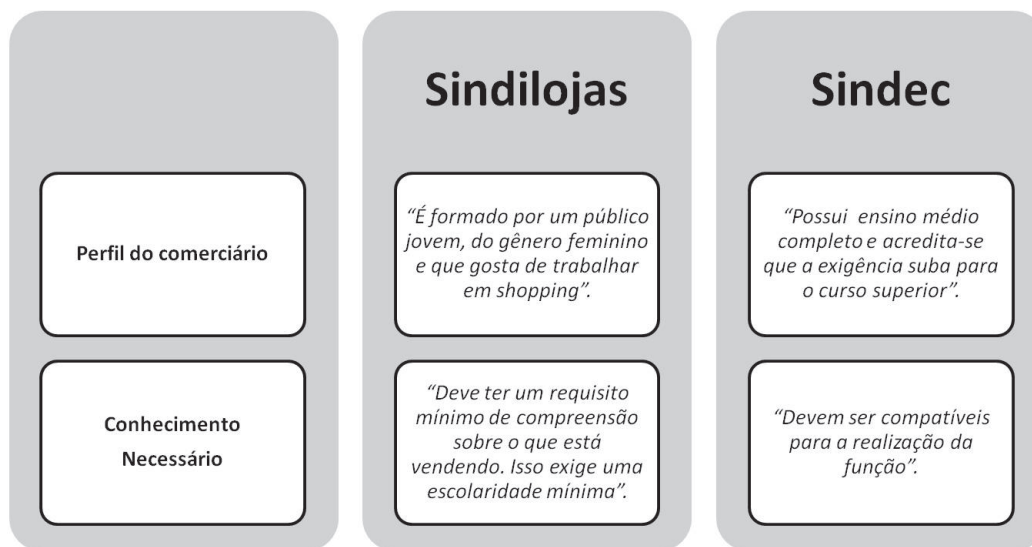 Sindilojas
Sindec
Perfil do comerciário
“É formado por um público
jovem, do gênero feminino
e que gosta de trabalhar
em shopping”.
“Possui ensino médio
completo e acredita-se
que a exigência suba para
o curso superior”.
Conhecimento
Necessário
“Deve ter um requisito
mínimo de compreensão
sobre o que está
vendendo. Isso exige uma
escolaridade mínima”.
“Devem ser compatíveis
para a realização da
função”.